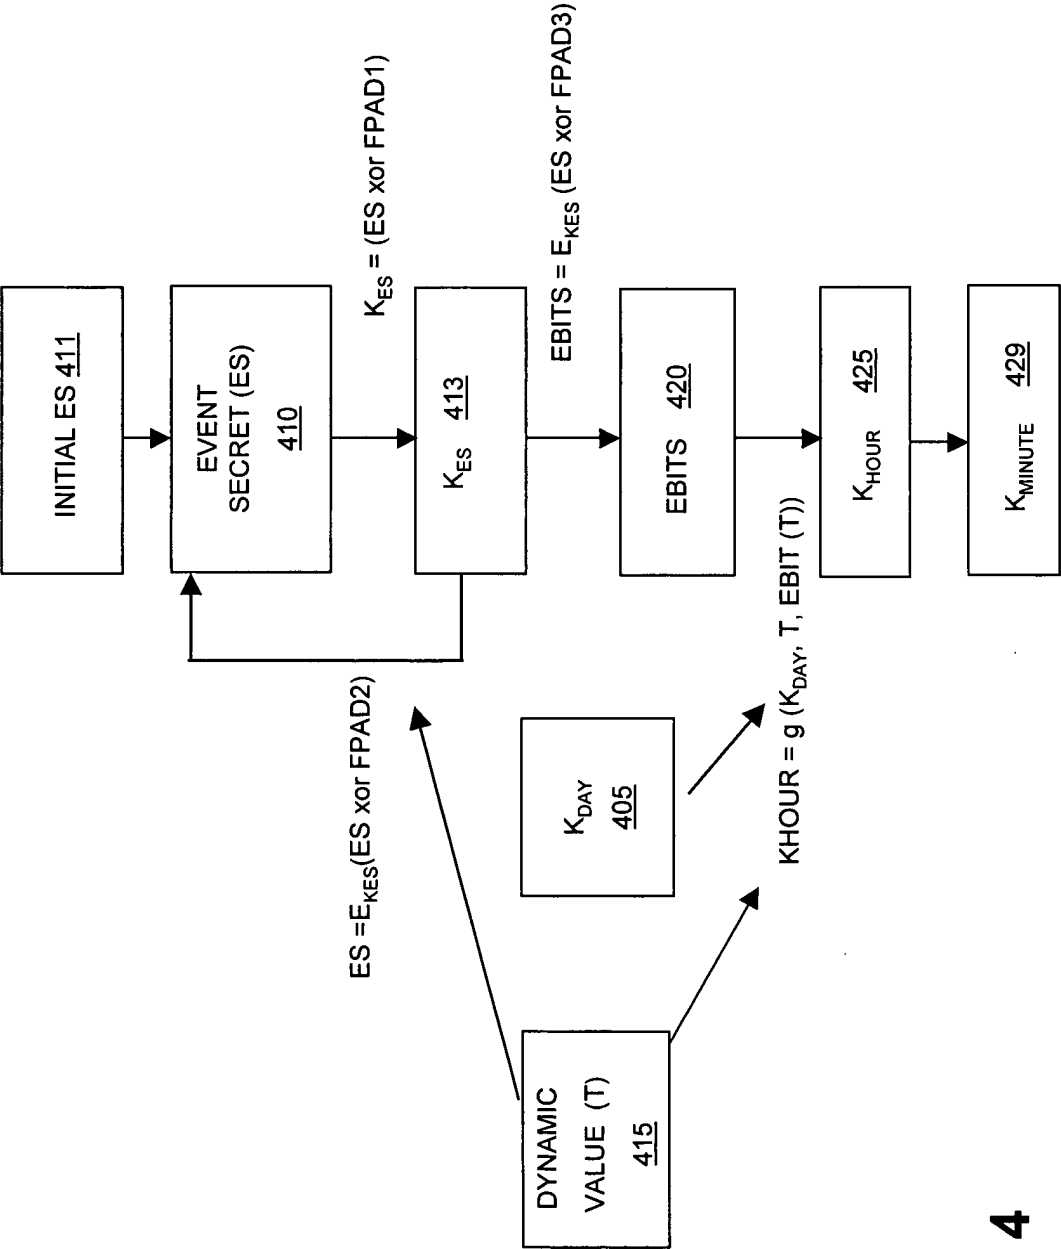 INITIAL ES 411
EVENT
SECRET (ES)
410
K_ES = (ES xor FPAD1)
K_ES 413
ES =E_KES(ES xor FPAD2)
EBITS = E_KES (ES xor FPAD3)
EBITS 420
K_DAY
405
DYNAMIC
VALUE (T)
415
KHOUR = g (K_DAY, T, EBIT (T))
K_HOUR 425
K_MINUTE 429
4